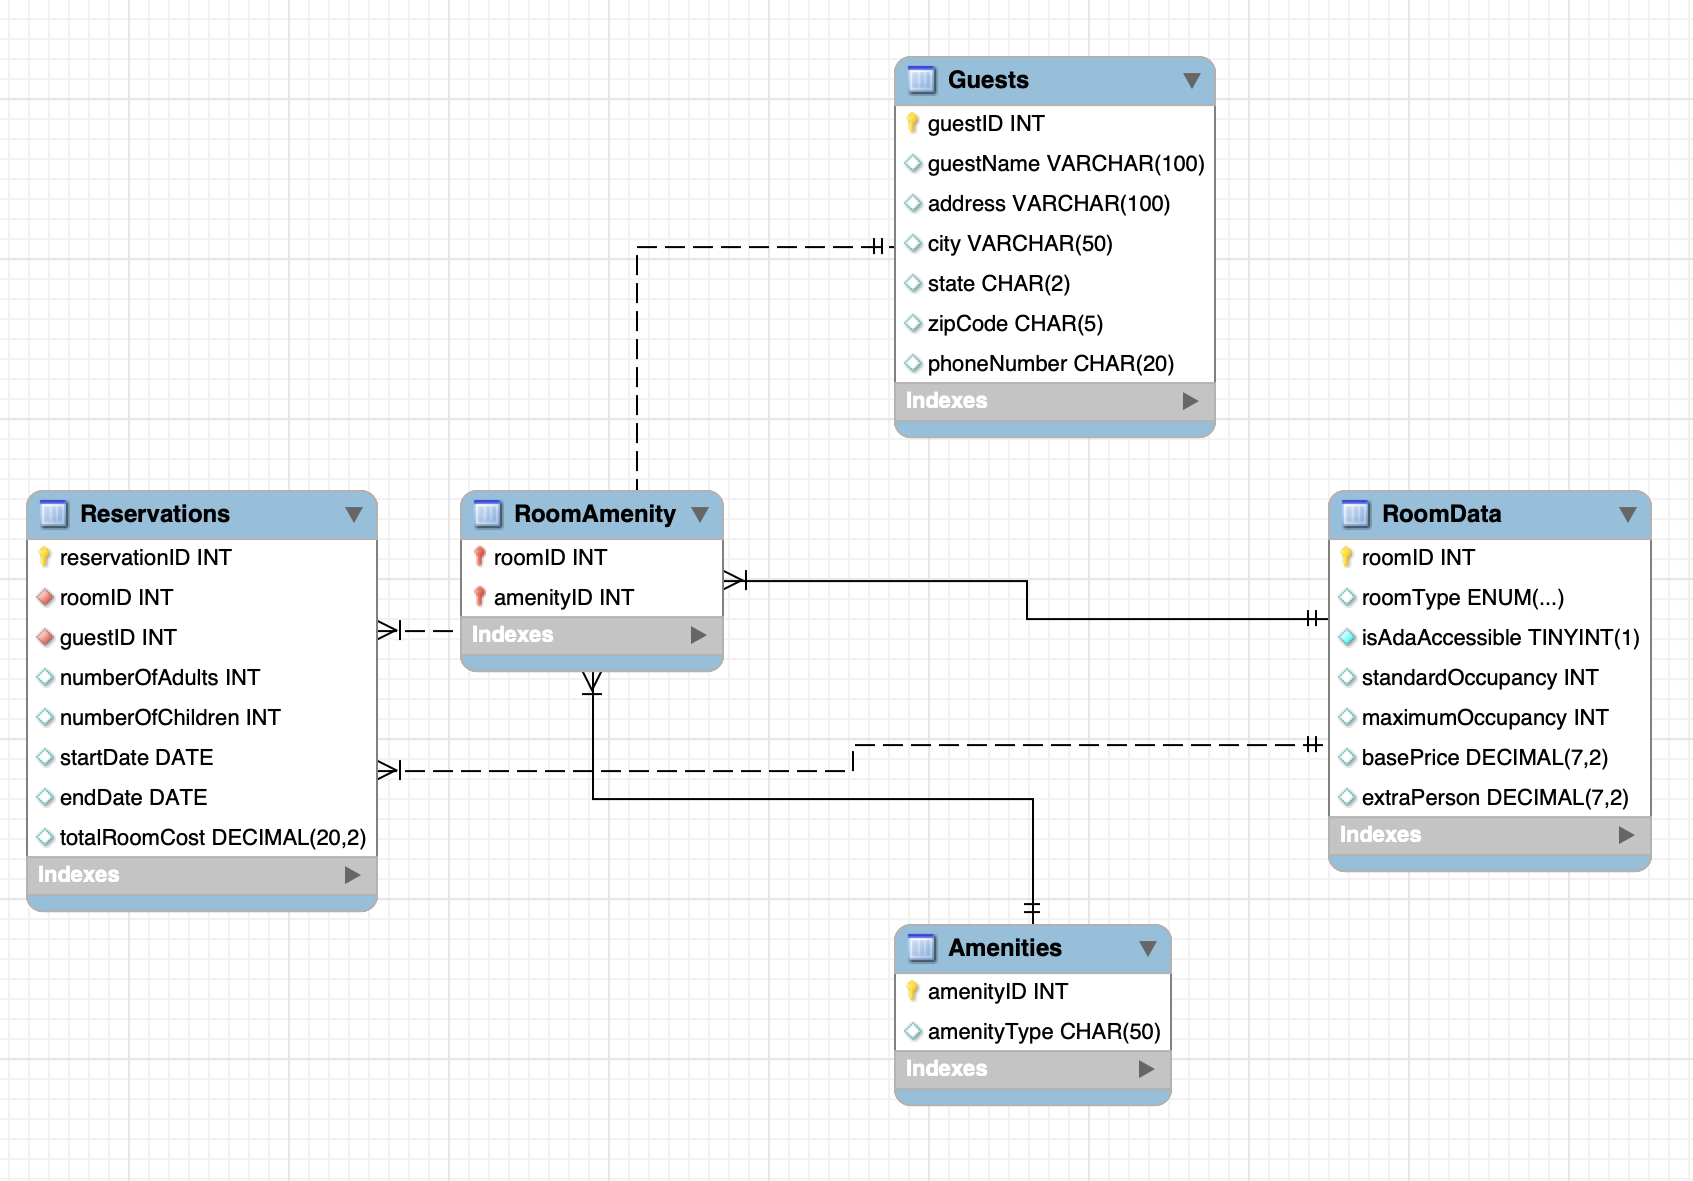 Guests
guestID INT
guestName VARCHAR(100)
address VARCHAR(100)
city VARCHAR(50)
state CHAR(2)
zipCode CHAR(5)
phoneNumber CHAR(20)
Indexes
Reservations
reservationID INT
roomID INT
guestID INT
numberOfAdults INT
numberOfChildren INT
startDate DATE
endDate DATE
totalRoomCost DECIMAL(20,2)
Indexes
RoomAmenity
roomID INT
amenityID INT
Indexes
RoomData
roomID INT
roomType ENUM(...)
isAdaAccessible TINYINT(1)
standardOccupancy INT
maximumOccupancy INT
basePrice DECIMAL(7,2)
extraPerson DECIMAL(7,2)
Indexes
Amenities
amenityID INT
amenityType CHAR(50)
Indexes